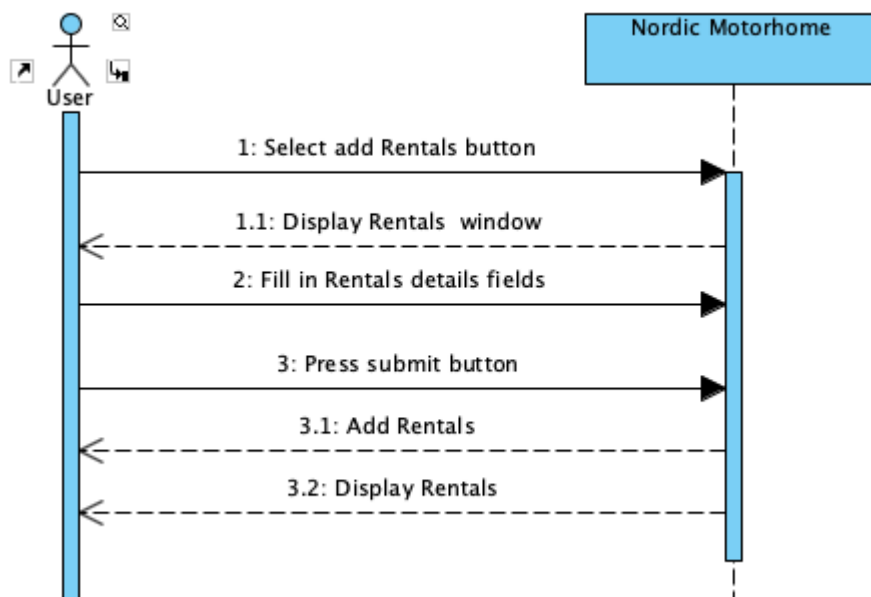 Nordic Motorhome
User
1: Select add Rentals button
1.1: Display Rentals  window
2: Fill in Rentals details fields
3: Press submit button
3.1: Add Rentals
3.2: Display Rentals